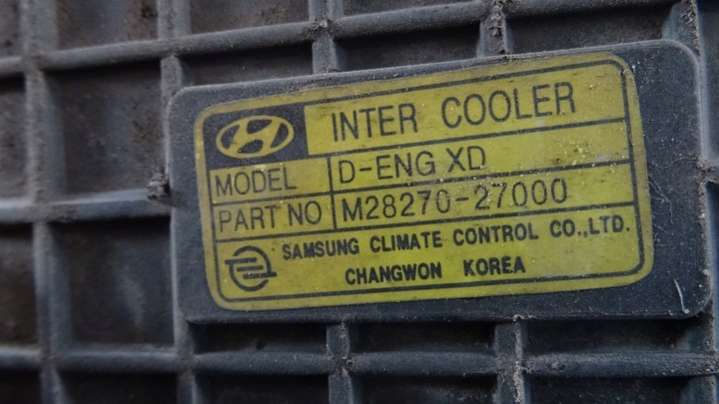 INTER COOLER
MODEL D-ENG XD
PART NO M28270-27000
SAMSUNG CLIMATE CONTROL CO.,LTD.
CHANGWON KOREA